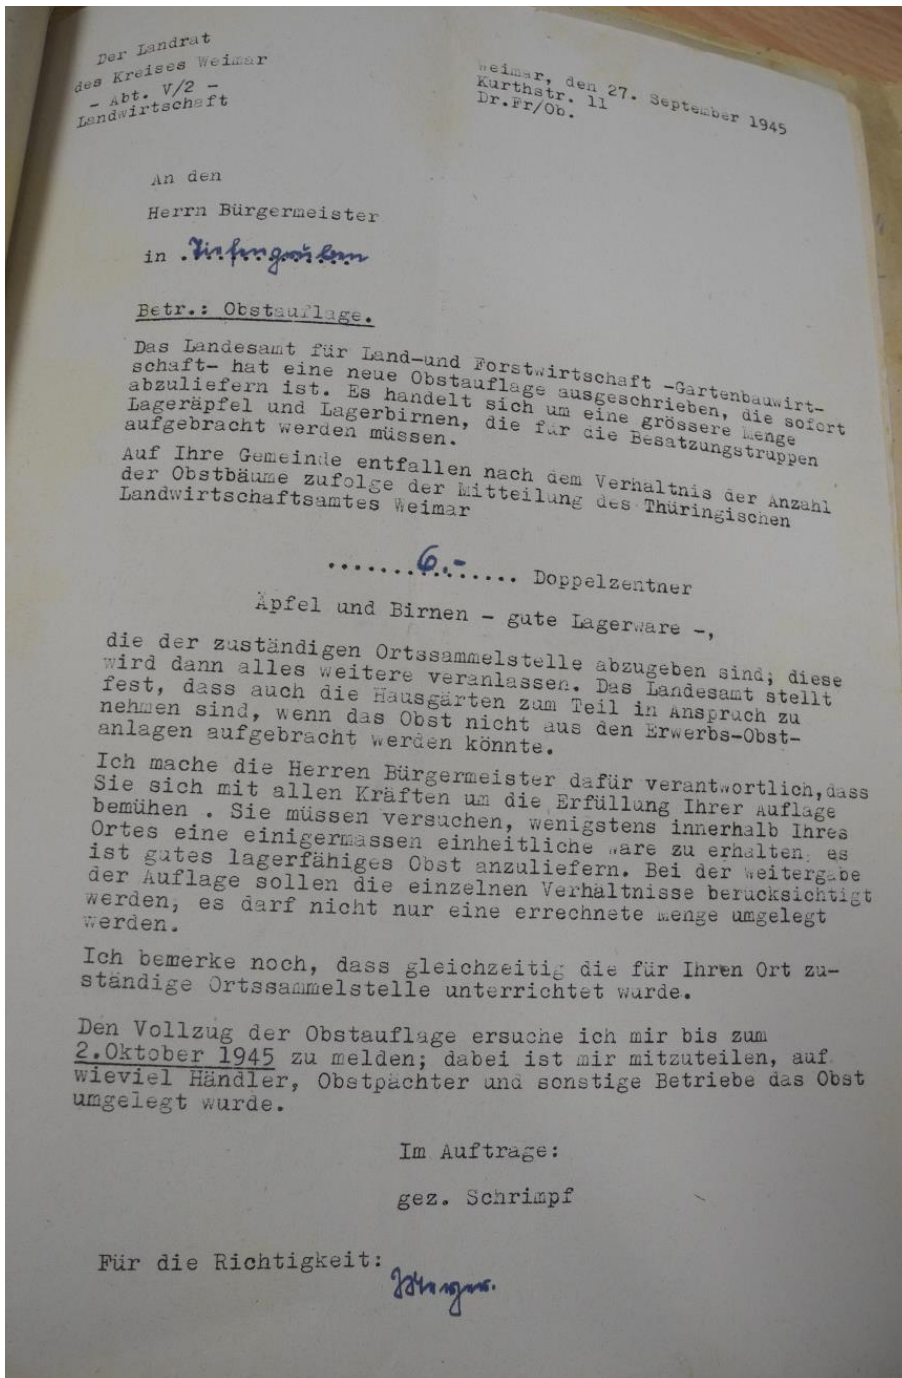 Der Landrat
des Kreises Weimar
- Abt. V/2 -
Landwirtschaft
Weimar, den 27. September 1945
Kurthstr. 11
Dr.Fr/Ob.
An den
Herrn Bürgermeister
in Tiefengruben
Betr.: Obstauflage.
Das Landesamt für Land-und Forstwirtschaft -Gartenbauwirt-
schaft- hat eine neue Obstauflage ausgeschrieben, die sofort
abzuliefern ist. Es handelt sich um eine grössere Menge
Lageräpfel und Lagerbirnen, die für die Besatzungstruppen
aufgebracht werden müssen.
Auf Ihre Gemeinde entfallen nach dem Verhältnis der Anzahl
der Obstbäume zufolge der Mitteilung des Thüringischen
Landwirtschaftsamtes Weimar
.......6.-....... Doppelzentner
Äpfel und Birnen - gute Lagerware -,
die der zuständigen Ortssammelstelle abzugeben sind; diese
wird dann alles weitere veranlassen. Das Landesamt stellt
fest, dass auch die Hausgärten zum Teil in Anspruch zu
nehmen sind, wenn das Obst nicht aus den Erwerbs-Obst-
anlagen aufgebracht werden könnte.
Ich mache die Herren Bürgermeister dafür verantwortlich,dass
Sie sich mit allen Kräften um die Erfüllung Ihrer Auflage
bemühen . Sie müssen versuchen, wenigstens innerhalb Ihres
Ortes eine einigermassen einheitliche Ware zu erhalten, es
ist gutes lagerfähiges Obst anzuliefern. Bei der Weitergabe
der Auflage sollen die einzelnen Verhältnisse berücksichtigt
werden, es darf nicht nur eine errechnete Menge umgelegt
werden.
Ich bemerke noch, dass gleichzeitig die für Ihren Ort zu-
ständige Ortssammelstelle unterrichtet wurde.
Den Vollzug der Obstauflage ersuche ich mir bis zum
2.Oktober 1945 zu melden; dabei ist mir mitzuteilen, auf
wieviel Händler, Obstpächter und sonstige Betriebe das Obst
umgelegt wurde.
Im Auftrage:
gez. Schrimpf
Für die Richtigkeit: